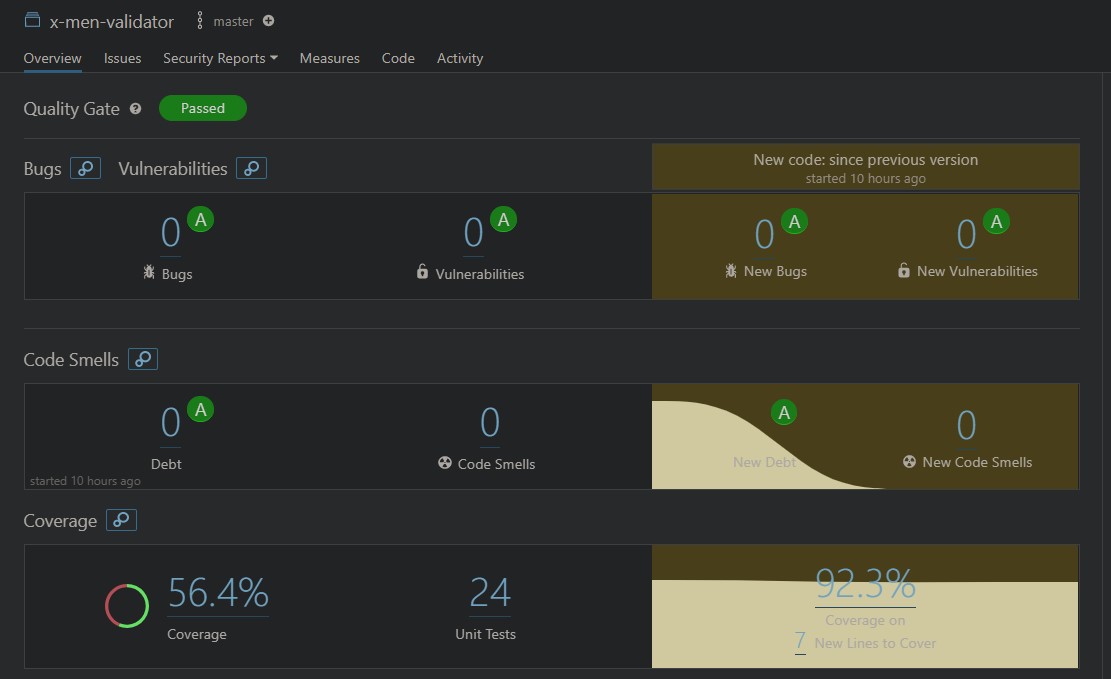 x-men-validator master
Overview Issues Security Reports Measures Code Activity
Quality Gate ? Passed
Bugs Vulnerabilities
New code: since previous version
started 10 hours ago
0 A
Bugs
0 A
Vulnerabilities
0 A
New Bugs
0 A
New Vulnerabilities
Code Smells
0 A
Debt
started 10 hours ago
0
Code Smells
A
New Debt
0
New Code Smells
Coverage
56.4%
Coverage
24
Unit Tests
92.3%
Coverage on
7 New Lines to Cover